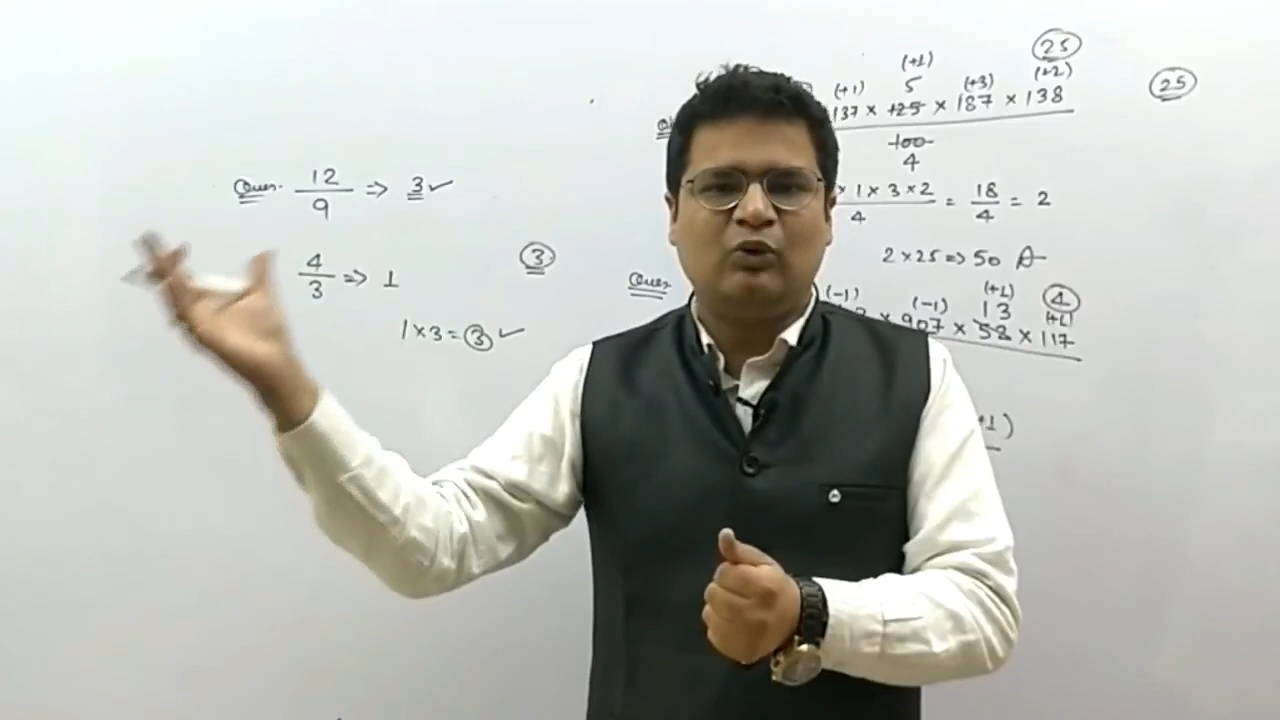 Ques. 12/9 => 3 ✓
4/3 => 1
③
1 x 3 = ③ ✓
㉕
(+1) (+1) (+3) (+2)
5
137 x 125 x 187 x 138
㉕
100
4
x 1 x 3 x 2 / 4 = 18/4 = 2
2 x 25 => 50 A
Ques
(-1) (-1) (+1) ④
13 (+1)
x 907 x 52 x 117
+1)